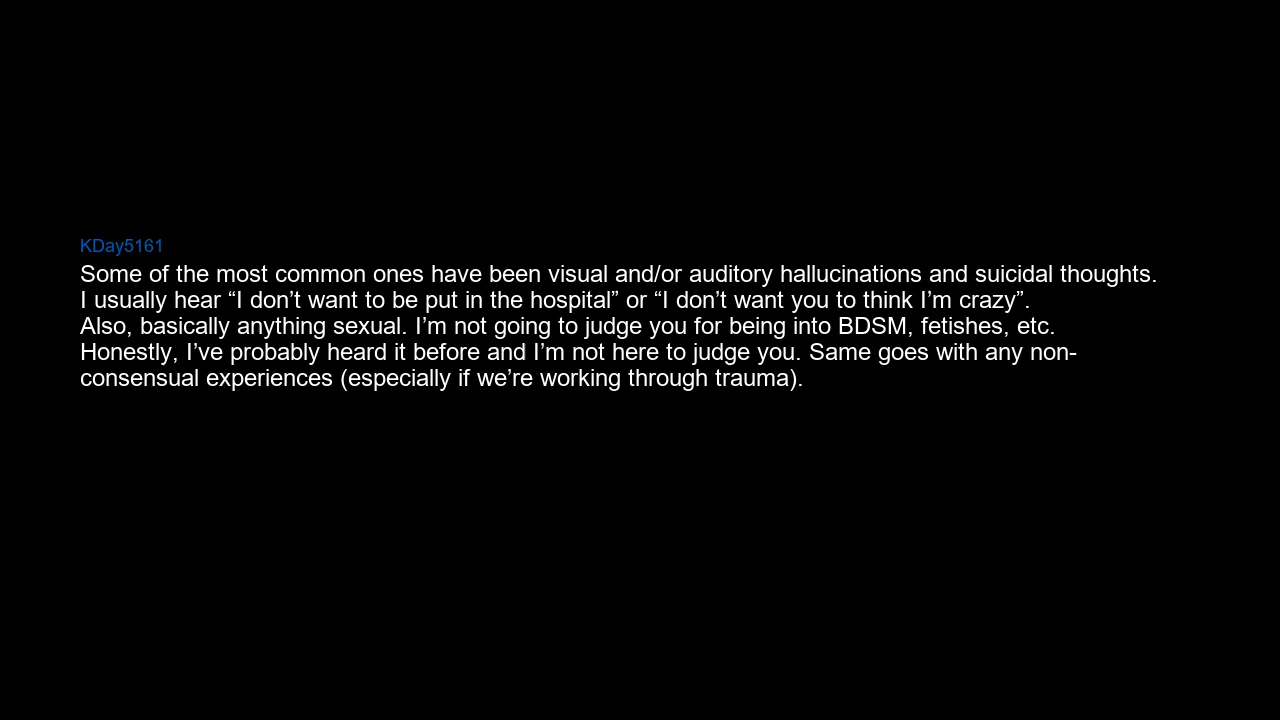 KDay5161
Some of the most common ones have been visual and/or auditory hallucinations and suicidal thoughts.
I usually hear “I don’t want to be put in the hospital” or “I don’t want you to think I’m crazy”.
Also, basically anything sexual. I’m not going to judge you for being into BDSM, fetishes, etc.
Honestly, I’ve probably heard it before and I’m not here to judge you. Same goes with any non-
consensual experiences (especially if we’re working through trauma).